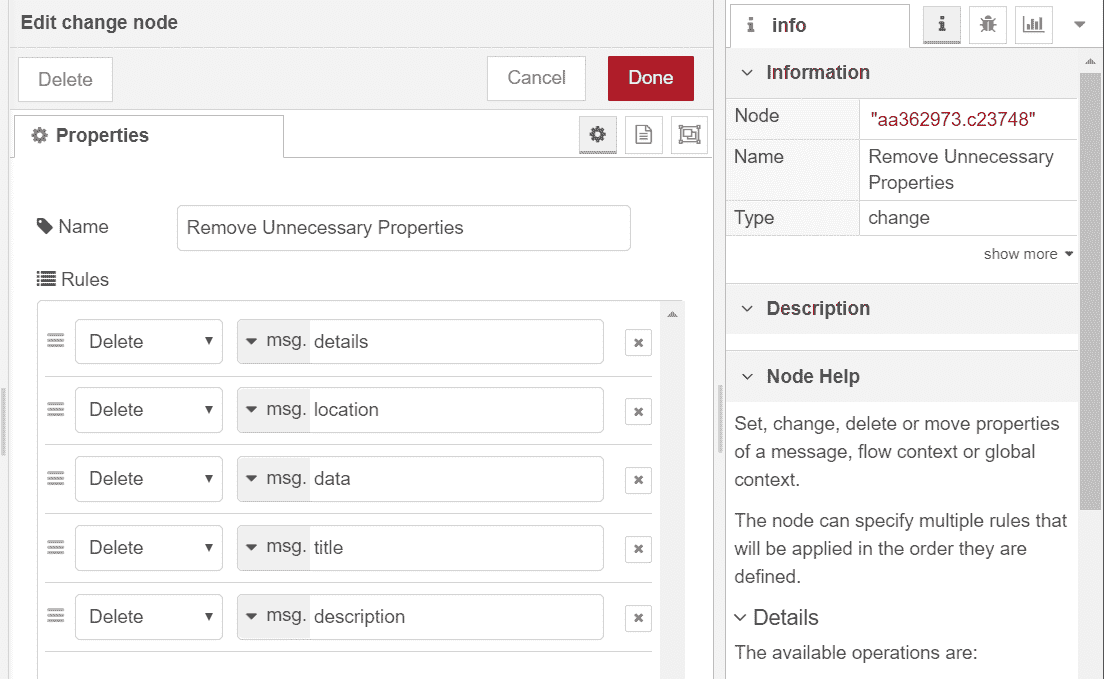 Edit change node
Delete
Cancel
Done
Properties
Name
Remove Unnecessary Properties
Rules
Delete
msg. details
Delete
msg. location
Delete
msg. data
Delete
msg. title
Delete
msg. description
info
Information
Node
"aa362973.c23748"
Name
Remove Unnecessary
Properties
Type
change
show more
Description
Node Help
Set, change, delete or move properties
of a message, flow context or global
context.
The node can specify multiple rules that
will be applied in the order they are
defined.
Details
The available operations are: